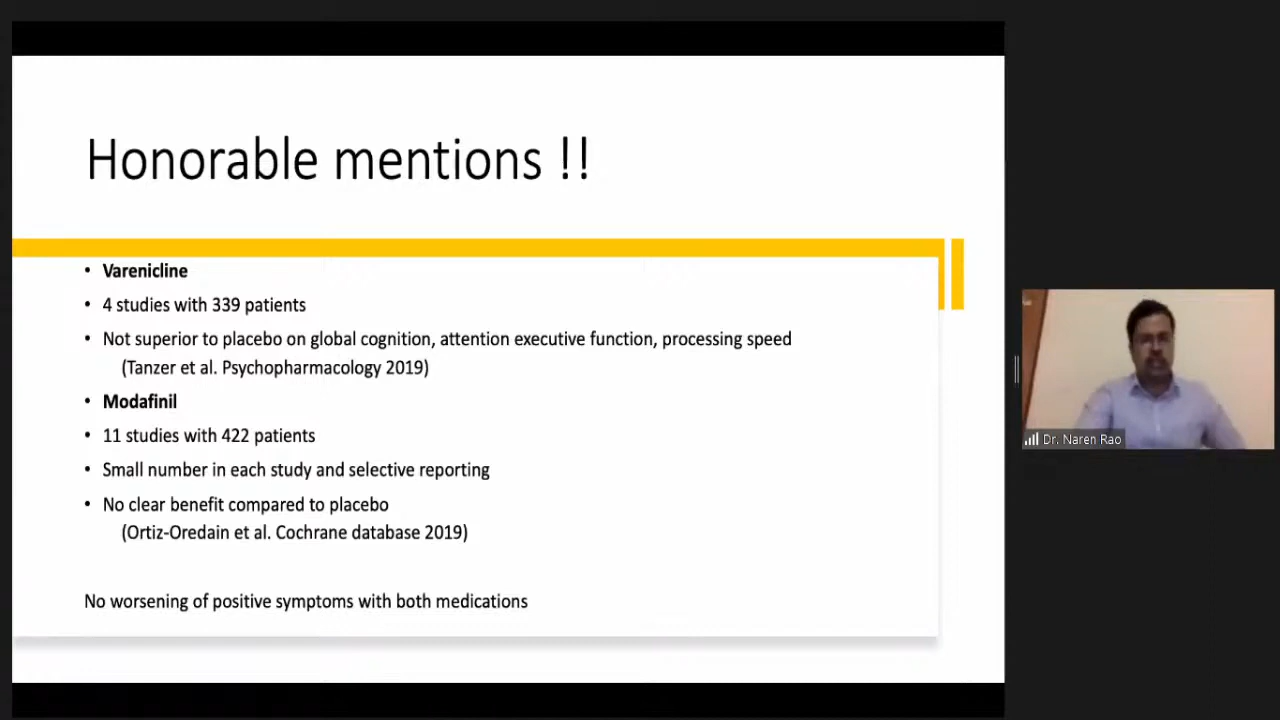 Honorable mentions !!
• Varenicline
• 4 studies with 339 patients
• Not superior to placebo on global cognition, attention executive function, processing speed
(Tanzer et al. Psychopharmacology 2019)
• Modafinil
• 11 studies with 422 patients
• Small number in each study and selective reporting
• No clear benefit compared to placebo
(Ortiz-Oredain et al. Cochrane database 2019)
No worsening of positive symptoms with both medications
Dr. Naren Rao